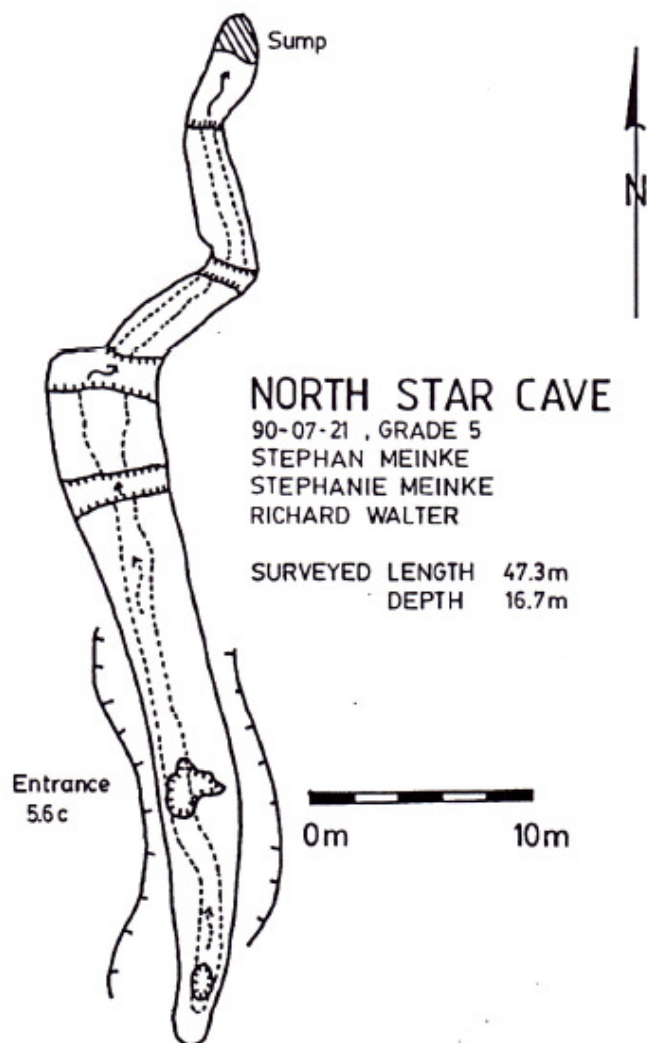 Sump
N
NORTH STAR CAVE
90-07-21 , GRADE 5
STEPHAN MEINKE
STEPHANIE MEINKE
RICHARD WALTER
SURVEYED LENGTH 47.3m
DEPTH 16.7m
Entrance
5.6 c
0m 10m